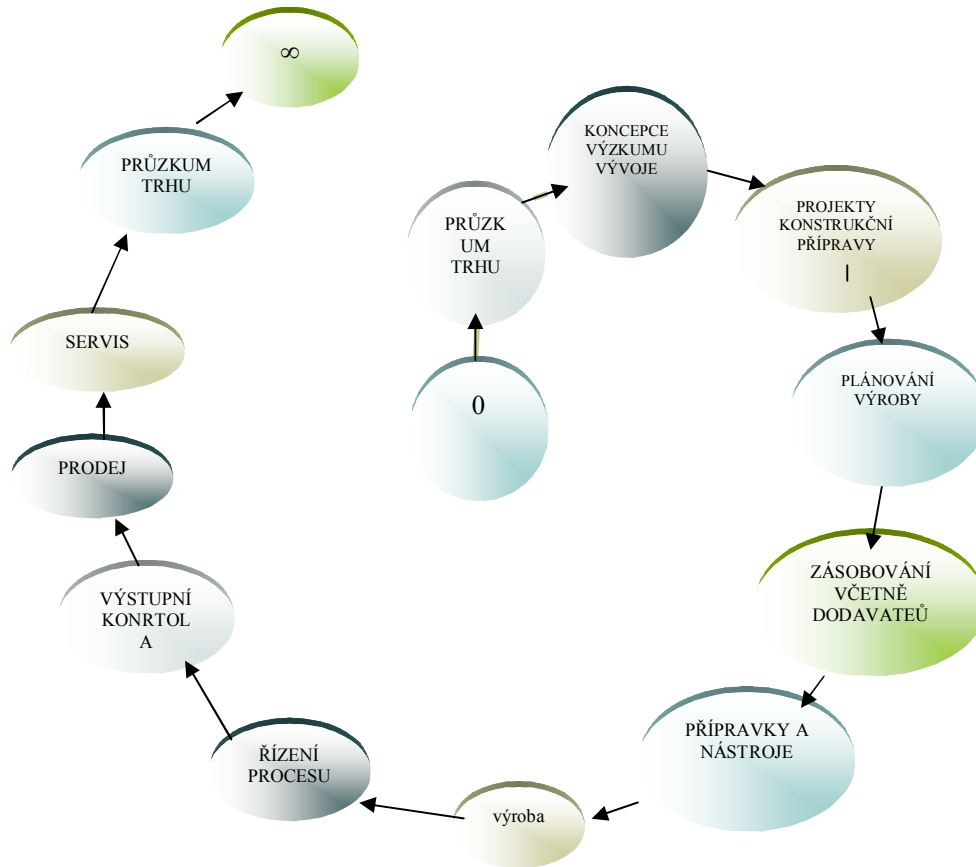 ∞
PRŮZKUM
TRHU
KONCEPCE
VÝZKUMU
VÝVOJE
PRŮZK
UM
TRHU
PROJEKTY
KONSTRUKČNÍ
PŘÍPRAVY
I
SERVIS
0
PLÁNOVÁNÍ
VÝROBY
PRODEJ
ZÁSOBOVÁNÍ
VČETNĚ
DODAVATEŮ
VÝSTUPNÍ
KONRTOL
A
PŘÍPRAVKY A
NÁSTROJE
ŘÍZENÍ
PROCESU
výroba